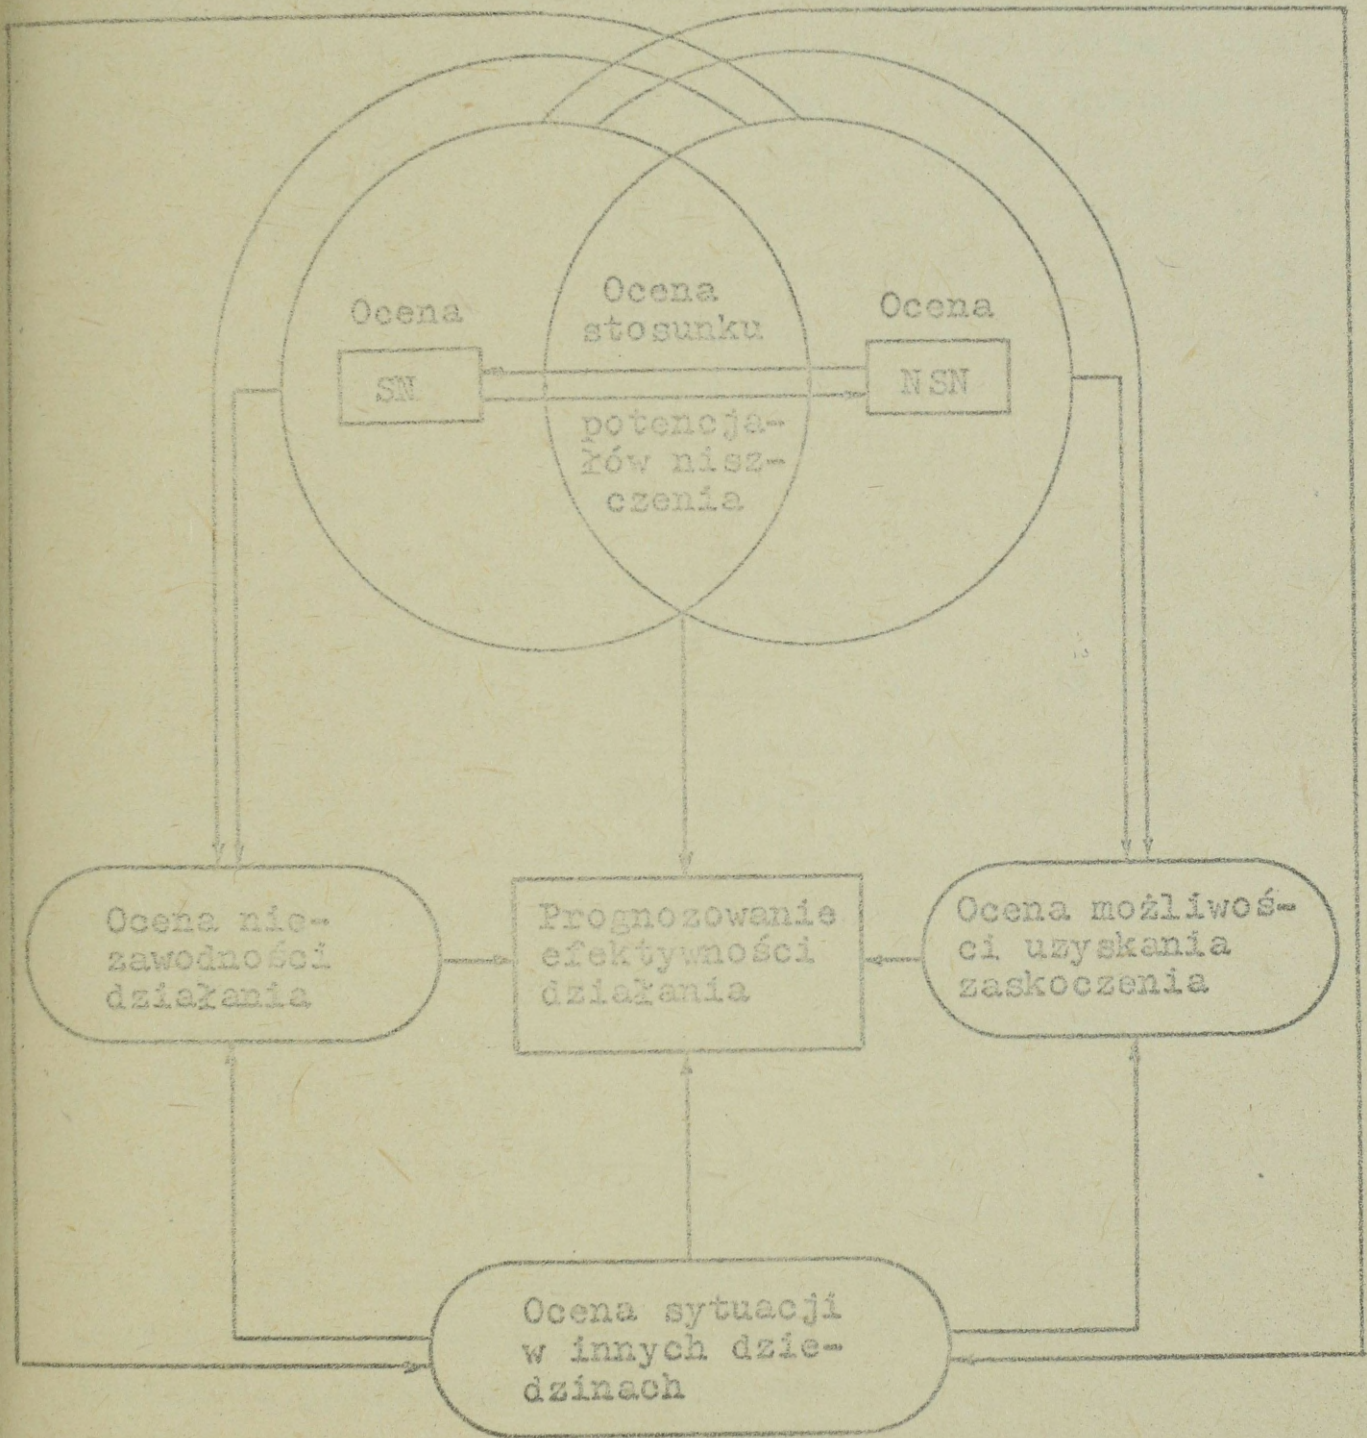 Ocena
SN
Ocena
stosunku
potencja-
łów nisz-
czenia
Ocena
NSN
Ocena nie-
zawodności
działania
Prognozowanie
efektywności
działania
Ocena możliwoś-
ci uzyskania
zaskoczenia
Ocena sytuacji
w innych dzie-
dzinach